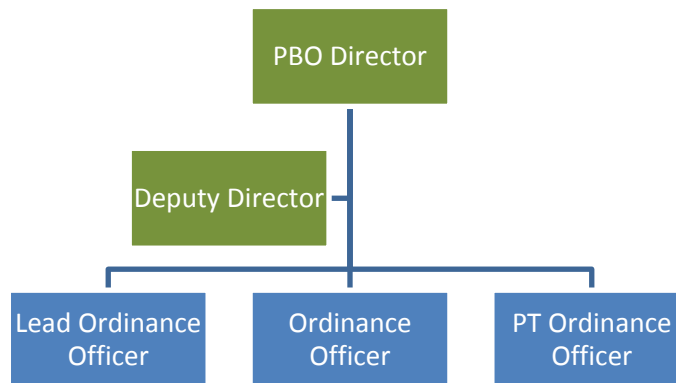 PBO Director
Deputy Director
Lead Ordinance
Officer
Ordinance
Officer
PT Ordinance
Officer